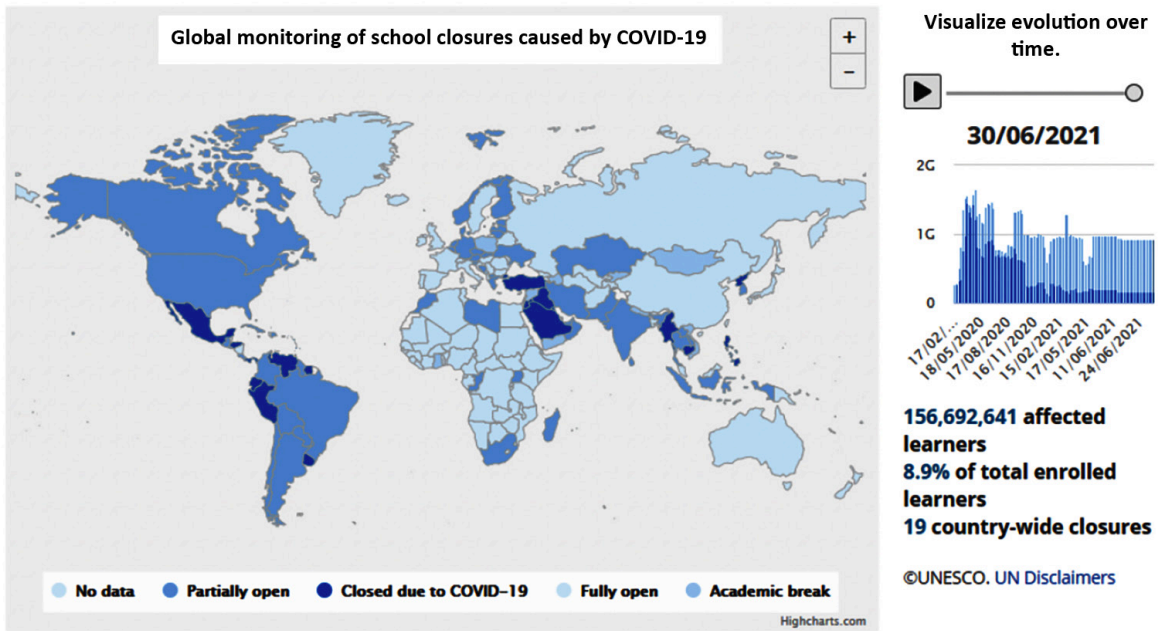 Global monitoring of school closures caused by COVID-19
+
−
Visualize evolution over
time.
30/06/2021
2G
1G
0
17/02/...
18/05/2020
17/08/2020
16/11/2020
15/02/2021
17/05/2021
11/06/2021
24/06/2021
156,692,641 affected
learners
8.9% of total enrolled
learners
19 country-wide closures
©UNESCO. UN Disclaimers
No data Partially open Closed due to COVID−19 Fully open Academic break
Highcharts.com